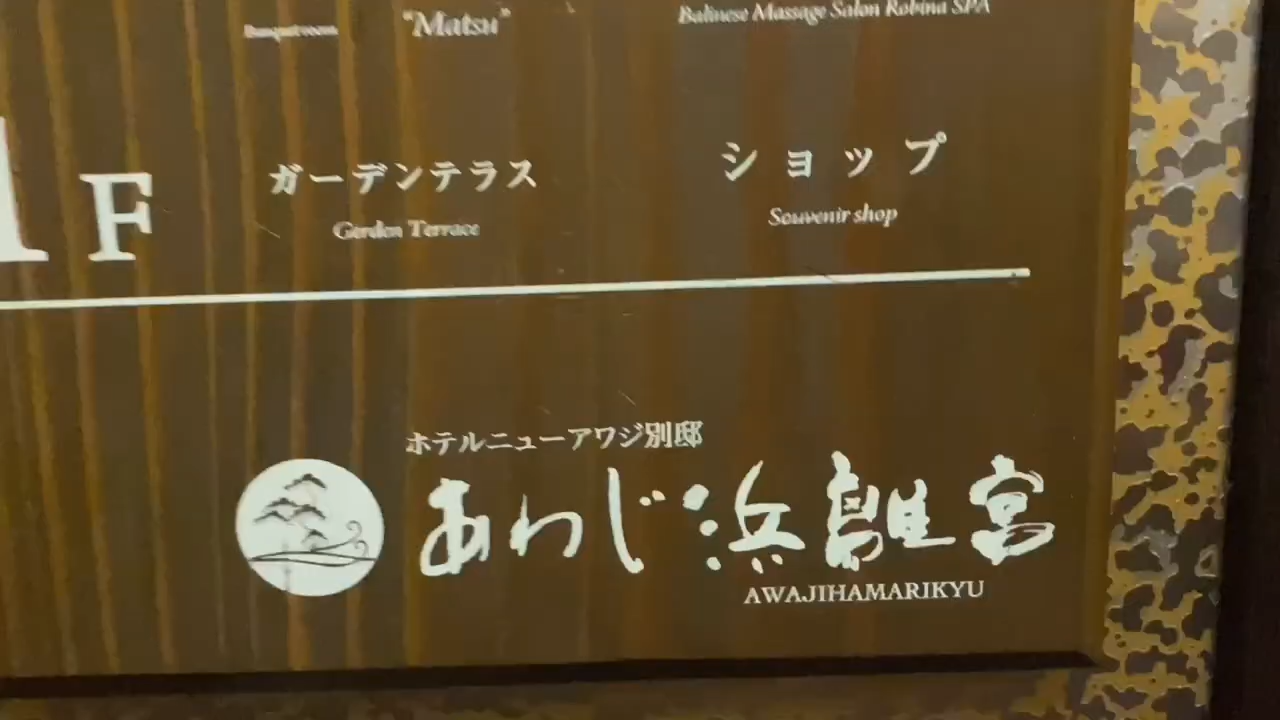 Banquet room
"Matsu"
Balinese Massage Salon Robina SPA
1F
ガーデンテラス
Garden Terrace
ショップ
Souvenir shop
ホテルニューアワジ別邸
あわじ浜離宮
AWAJIHAMARIKYU